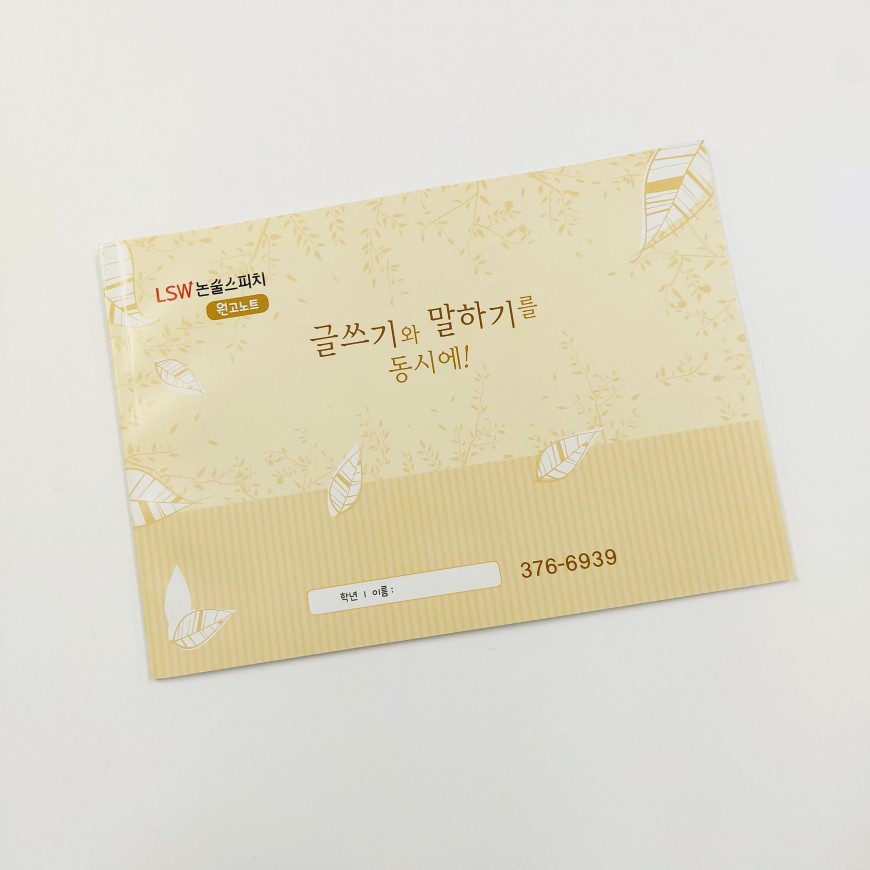 LSW 논술스피치
원고노트
글쓰기와 말하기를
동시에!
학년 | 이름:
376-6939